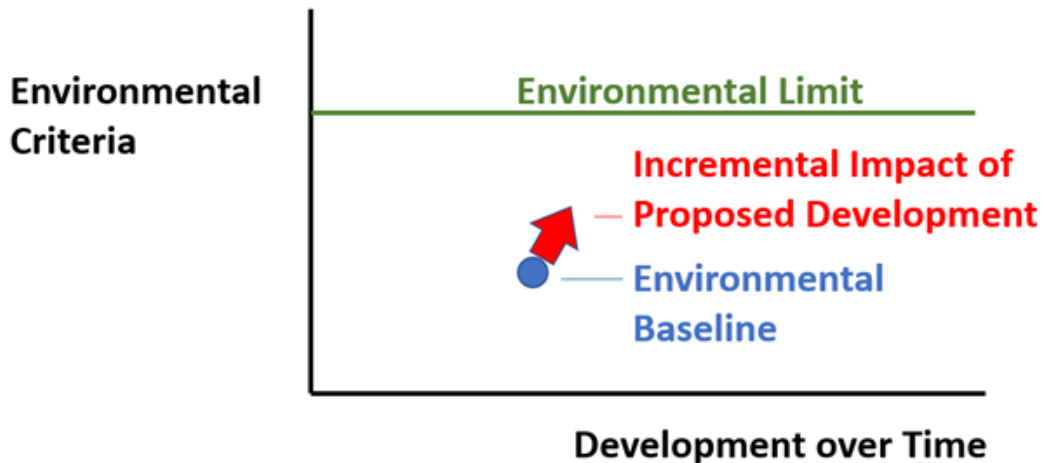 Environmental
Criteria
Environmental Limit
Incremental Impact of
Proposed Development
Environmental
Baseline
Development over Time